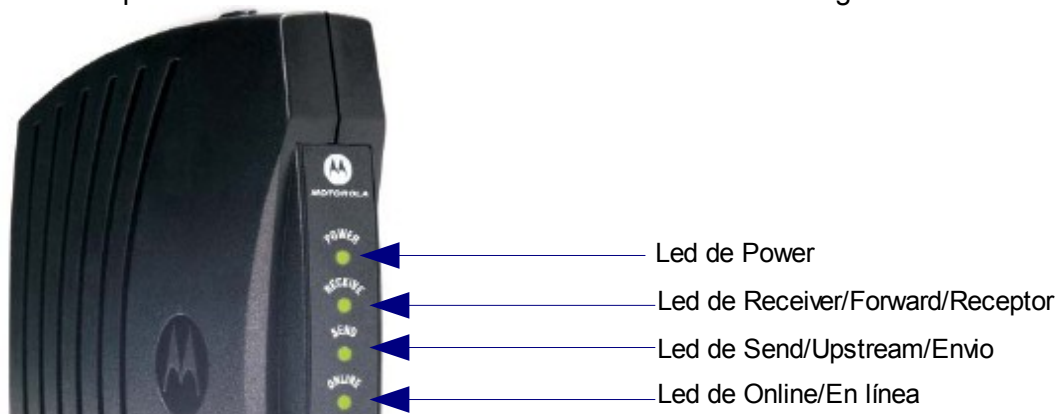 MOTOROLA
POWER
Led de Power
RECEIVE
Led de Receiver/Forward/Receptor
SEND
Led de Send/Upstream/Envio
ONLINE
Led de Online/En línea